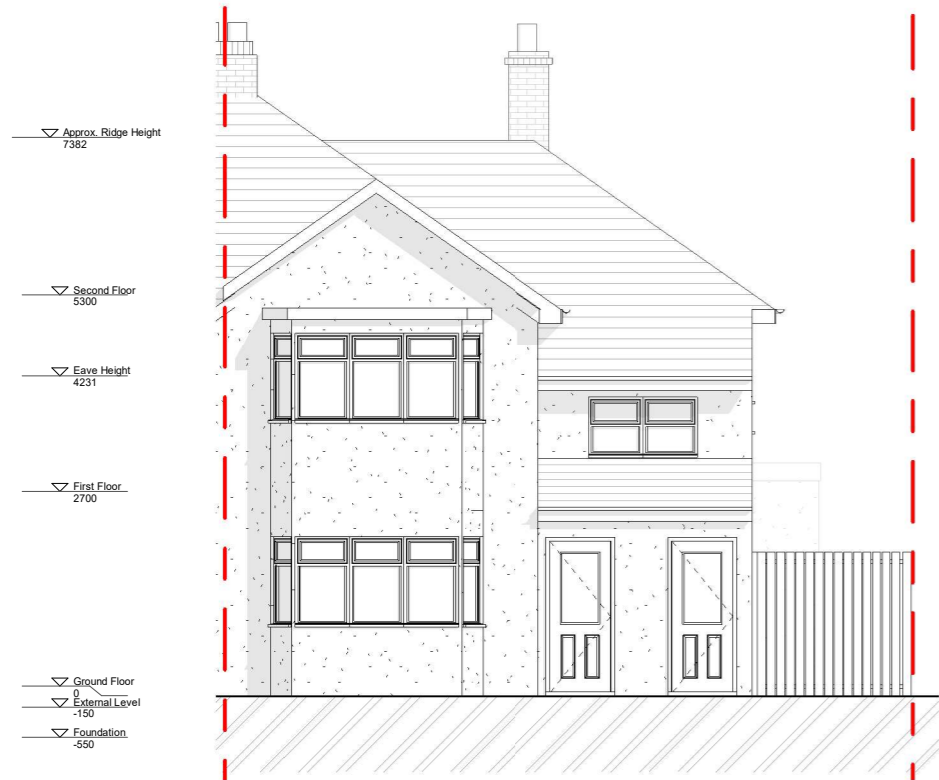 Approx. Ridge Height
7382
Second Floor
5300
Eave Height
4231
First Floor
2700
Ground Floor
0
External Level
-150
Foundation
-550